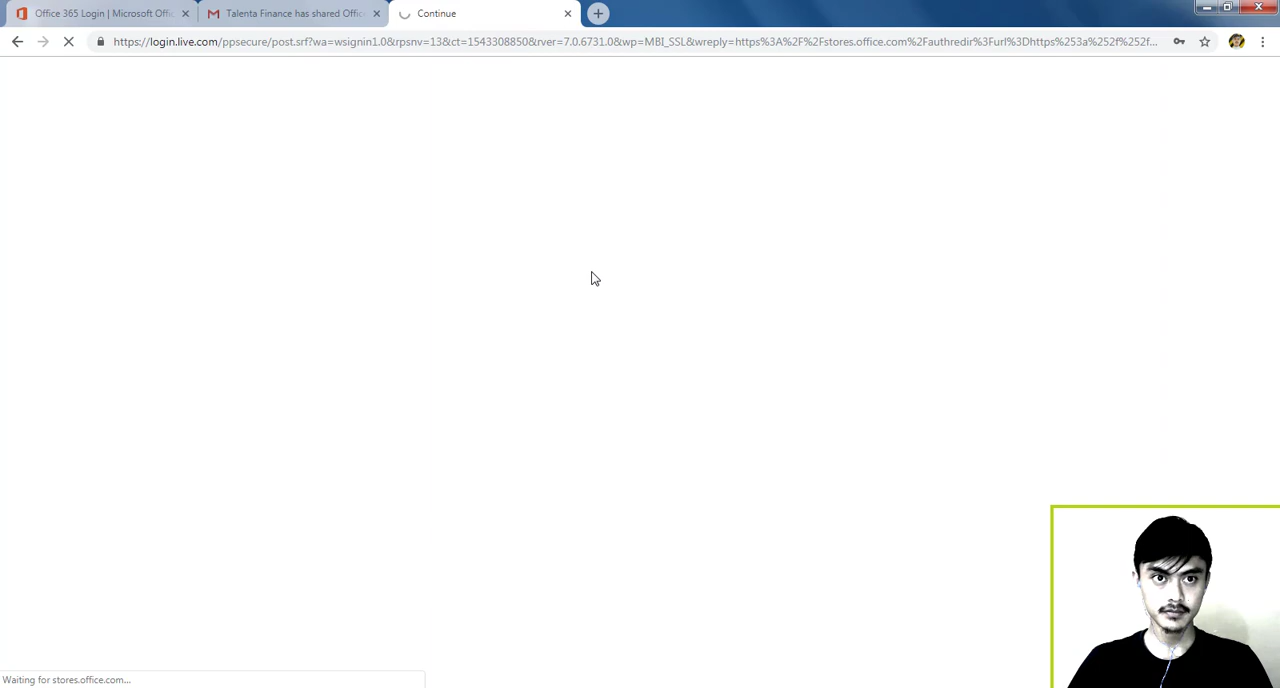 Office 365 Login | Microsoft Offic
Talenta Finance has shared Office
Continue
https://login.live.com/ppsecure/post.srf?wa=wsignin1.0&rpsnv=13&ct=1543308850&rver=7.0.6731.0&wp=MBI_SSL&wreply=https%3A%2F%2Fstores.office.com%2Fauthredir%3Furl%3Dhttps%253a%252f%252f...
Waiting for stores.office.com...